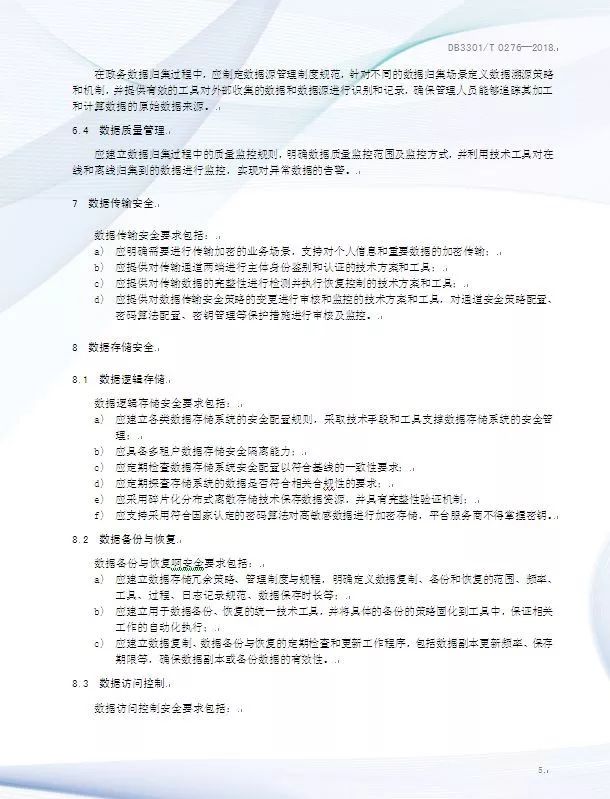 DB3301/T 0276—2018
在政务数据归集过程中，应制定数据源管理制度规范，针对不同的数据归集场景定义数据溯源策略
和机制，并提供有效的工具对外部收集的数据和数据源进行识别和记录，确保管理人员能够追踪其加工
和计算数据的原始数据来源。
6.4 数据质量管理
应建立数据归集过程中的质量监控规则，明确数据质量监控范围及监控方式，并利用技术工具对在
线和离线归集到的数据进行监控，实现对异常数据的告警。
7 数据传输安全
数据传输安全要求包括：
a) 应明确需要进行传输加密的业务场景，支持对个人信息和重要数据的加密传输；
b) 应提供对传输通道两端进行主体身份鉴别和认证的技术方案和工具；
c) 应提供对传输数据的完整性进行检测并执行恢复控制的技术方案和工具；
d) 应提供对数据传输安全策略的变更进行审核和监控的技术方案和工具，对通道安全策略配置、
密码算法配置、密钥管理等保护措施进行审核及监控。
8 数据存储安全
8.1 数据逻辑存储
数据逻辑存储安全要求包括：
a) 应建立各类数据存储系统的安全配置规则，采取技术手段和工具支撑数据存储系统的安全管
理；
b) 应具备多租户数据存储安全隔离能力；
c) 应定期检查数据存储系统安全配置以符合基线的一致性要求；
d) 应定期探查存储系统的数据是否符合相关合规性的要求；
e) 应采用碎片化分布式离散存储技术保存数据资源，并具有完整性验证机制；
f) 应支持采用符合国家认定的密码算法对高敏感数据进行加密存储，平台服务商不得掌握密钥。
8.2 数据备份与恢复
数据备份与恢复啊安全要求包括：
a) 应建立数据存储冗余策略、管理制度与规程，明确定义数据复制、备份和恢复的范围、频率、
工具、过程、日志记录规范、数据保存时长等；
b) 应建立用于数据备份、恢复的统一技术工具，并将具体的备份的策略固化到工具中，保证相关
工作的自动化执行；
c) 应建立数据复制、数据备份与恢复的定期检查和更新工作程序，包括数据副本更新频率、保存
期限等，确保数据副本或备份数据的有效性。
8.3 数据访问控制
数据访问控制安全要求包括：
5